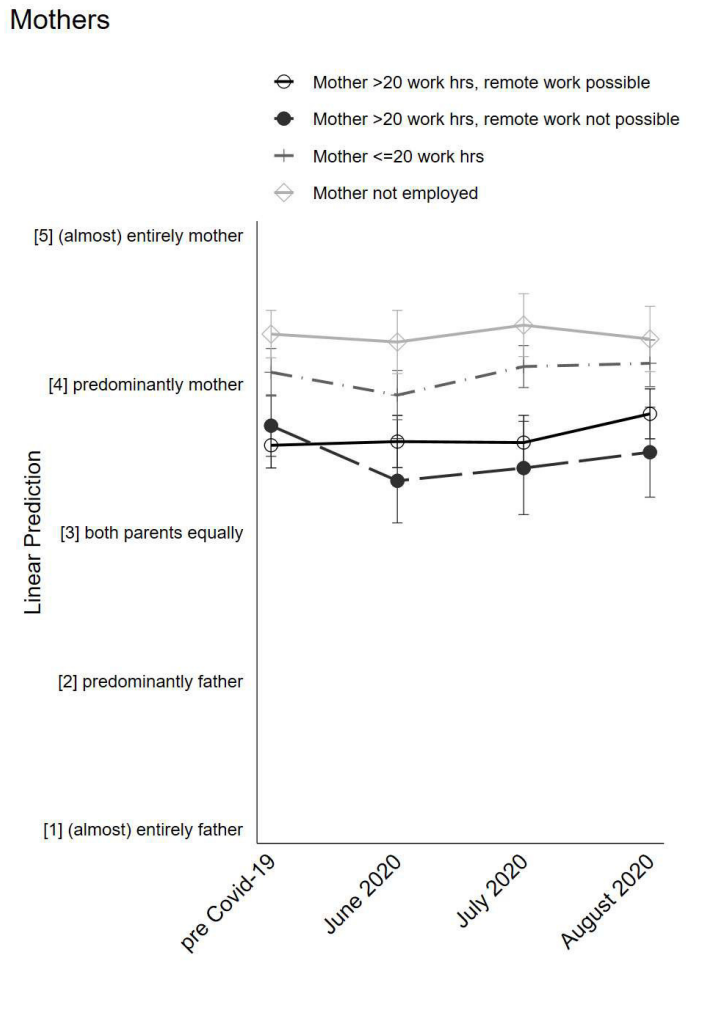 Mothers
Mother >20 work hrs, remote work possible
Mother >20 work hrs, remote work not possible
Mother <=20 work hrs
Mother not employed
[5] (almost) entirely mother
[4] predominantly mother
[3] both parents equally
[2] predominantly father
[1] (almost) entirely father
Linear Prediction
pre Covid-19
June 2020
July 2020
August 2020